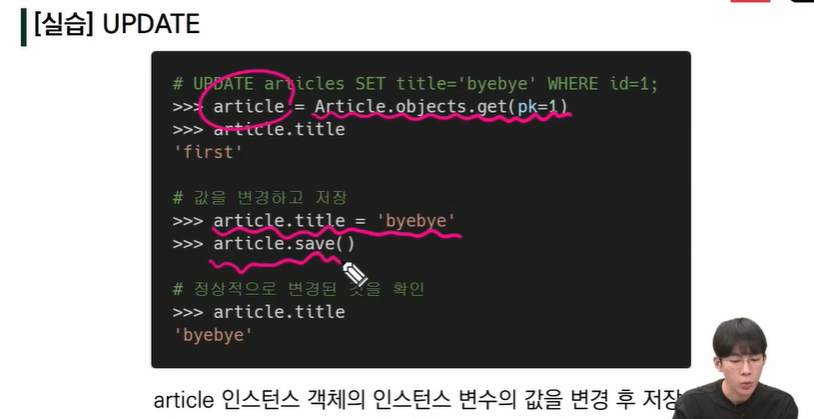 [실습] UPDATE
# UPDATE articles SET title='byebye' WHERE id=1;
>>> article = Article.objects.get(pk=1)
>>> article.title
'first'
# 값을 변경하고 저장
>>> article.title = 'byebye'
>>> article.save()
# 정상적으로 변경된 것을 확인
>>> article.title
'byebye'
article 인스턴스 객체의 인스턴스 변수의 값을 변경 후 저장